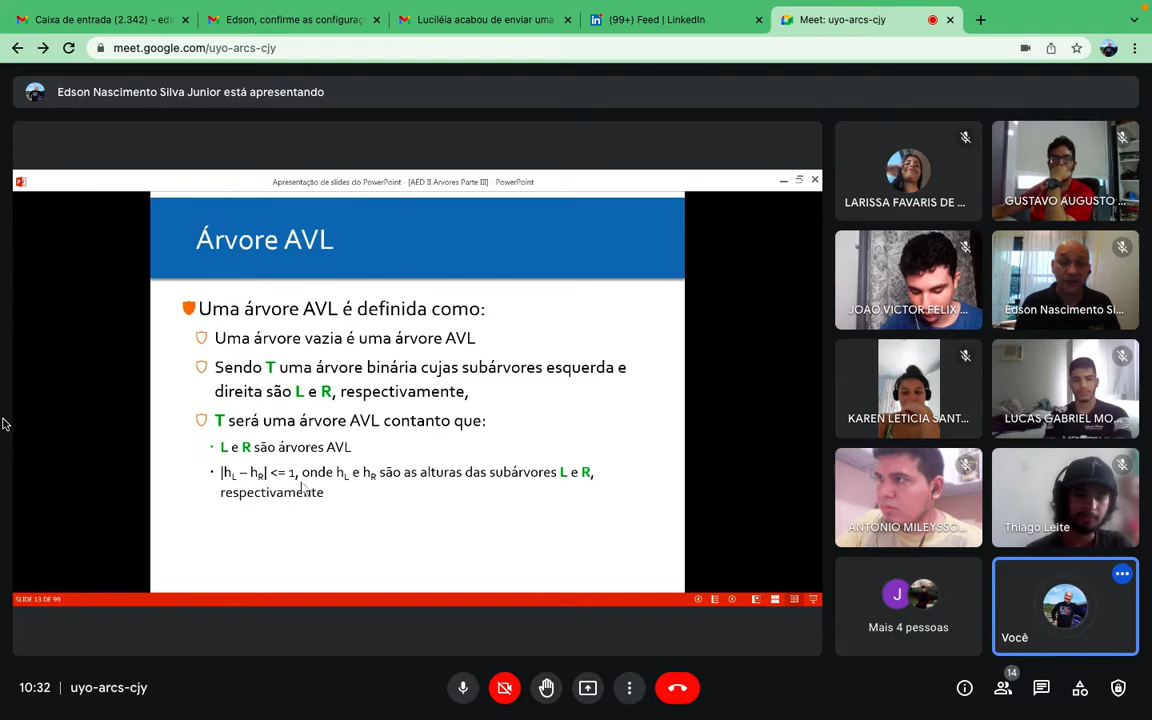 Caixa de entrada (2.342) - eds
Edson, confirme as configuraç
Luciléia acabou de enviar uma
(99+) Feed | LinkedIn
Meet: uyo-arcs-cjy
meet.google.com/uyo-arcs-cjy
Edson Nascimento Silva Junior está apresentando
Apresentação de slides do PowerPoint - [AED II Arvores Parte III] - PowerPoint
Árvore AVL
Uma árvore AVL é definida como:
Uma árvore vazia é uma árvore AVL
Sendo T uma árvore binária cujas subárvores esquerda e
direita são L e R, respectivamente,
T será uma árvore AVL contanto que:
L e R são árvores AVL
|hL – hR| <= 1, onde hL e hR são as alturas das subárvores L e R,
respectivamente
SLIDE 13 DE 99
LARISSA FAVARIS DE ...
GUSTAVO AUGUSTO ...
JOAO VICTOR FELIX ...
Edson Nascimento Si...
KAREN LETICIA SANT...
LUCAS GABRIEL MO...
ANTONIO MILEYSSO...
Thiago Leite
J
Mais 4 pessoas
Você
10:32 | uyo-arcs-cjy
14